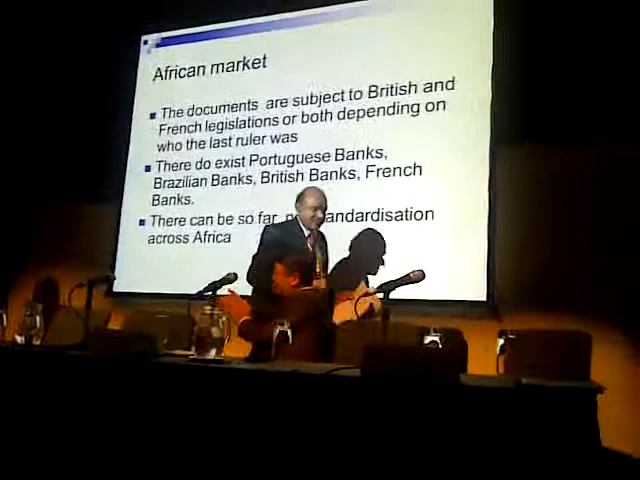 African market
The documents are subject to British and
French legislations or both depending on
who the last ruler was
There do exist Portuguese Banks,
Brazilian Banks, British Banks, French
Banks.
There can be so far andardisation
across Africa